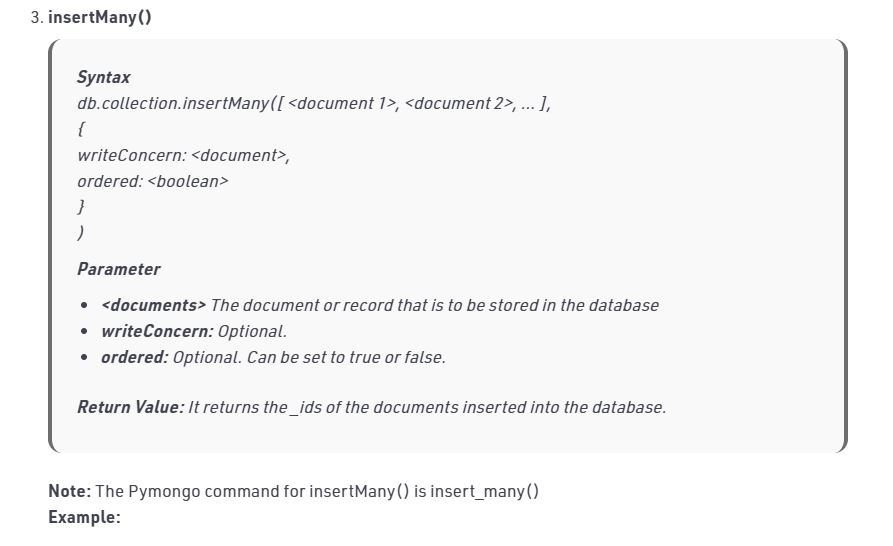 3. insertMany()
Syntax
db.collection.insertMany([ <document 1>, <document 2>, ... ],
{
writeConcern: <document>,
ordered: <boolean>
}
)
Parameter
• <documents> The document or record that is to be stored in the database
• writeConcern: Optional.
• ordered: Optional. Can be set to true or false.
Return Value: It returns the _ids of the documents inserted into the database.
Note: The Pymongo command for insertMany() is insert_many()
Example: